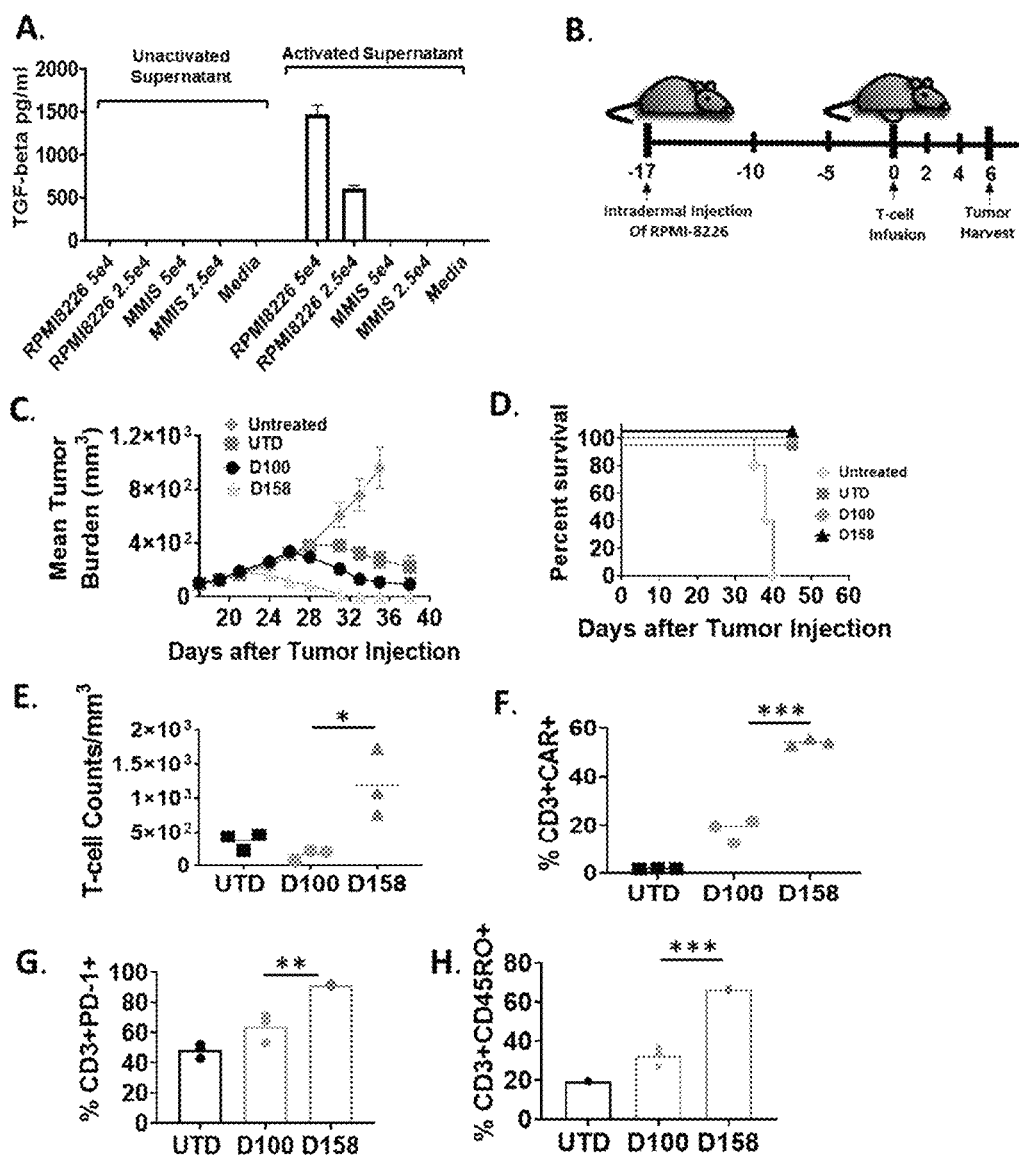 A.
Unactivated
Supernatant
Activated Supernatant
TGF-beta pg/ml
2000
1500
1000
500
0
RPMI8226 5e4
RPMI8226 2.5e4
MMIS 5e4
MMIS 2.5e4
Media
RPMI8226 5e4
RPMI8226 2.5e4
MMIS 5e4
MMIS 2.5e4
Media
B.
-17
-10
-5
0
2
4
6
Intradermal Injection
Of RPMI-8226
T-cell
Infusion
Tumor
Harvest
C.
Mean Tumor
Burden (mm³)
1.2×10³
8×10²
4×10²
0
Untreated
UTD
D100
D158
20 24 28 32 36 40
Days after Tumor Injection
D.
Percent survival
100
80
60
40
20
0
Untreated
UTD
D100
D158
0 10 20 30 40 50 60
Days after Tumor Injection
E.
T-cell Counts/mm³
2×10³
1.5×10³
1×10³
5×10²
0
*
UTD D100 D158
F.
% CD3+CAR+
60
40
20
0
***
UTD D100 D158
G.
% CD3+PD-1+
100
80
60
40
20
0
**
UTD D100 D158
H.
% CD3+CD45RO+
80
60
40
20
0
***
UTD D100 D158